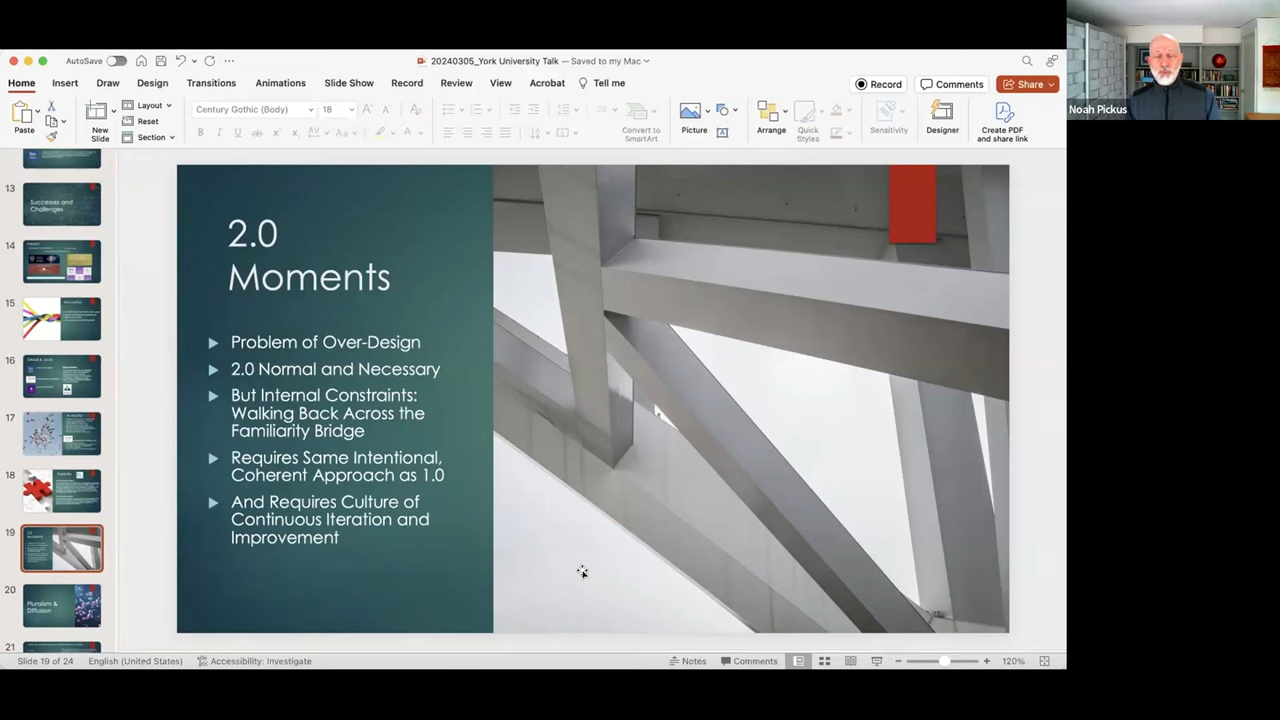 AutoSave
20240305_York University Talk — Saved to my Mac
Home Insert Draw Design Transitions Animations Slide Show Record Review View Acrobat Tell me
Record Comments Share
Paste
New
Slide
Layout
Reset
Section
Century Gothic (Body) 18
Convert to
SmartArt
Picture
Arrange
Quick
Styles
Sensitivity
Designer
Create PDF
and share link
Noah Pickus
13
Successes and
Challenges
14
15
16
17
18
19
20
Pluralism &
Diffusion
21
2.0
Moments
Problem of Over-Design
2.0 Normal and Necessary
But Internal Constraints:
Walking Back Across the
Familiarity Bridge
Requires Same Intentional,
Coherent Approach as 1.0
And Requires Culture of
Continuous Iteration and
Improvement
Slide 19 of 24 English (United States) Accessibility: Investigate
Notes Comments 120%